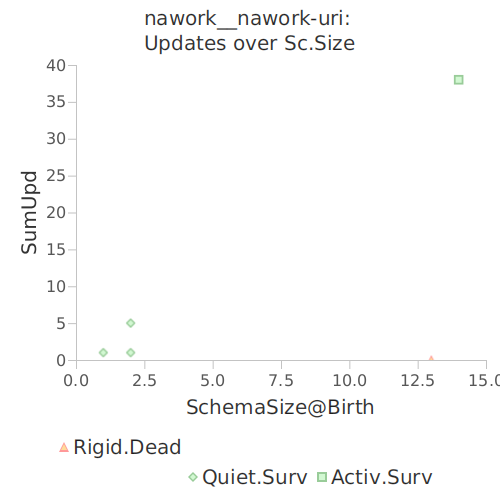 nawork__nawork-uri:
Updates over Sc.Size
40
35
30
25
20
15
10
5
0
SumUpd
0.0 2.5 5.0 7.5 10.0 12.5 15.0
SchemaSize@Birth
Rigid.Dead
Quiet.Surv Activ.Surv